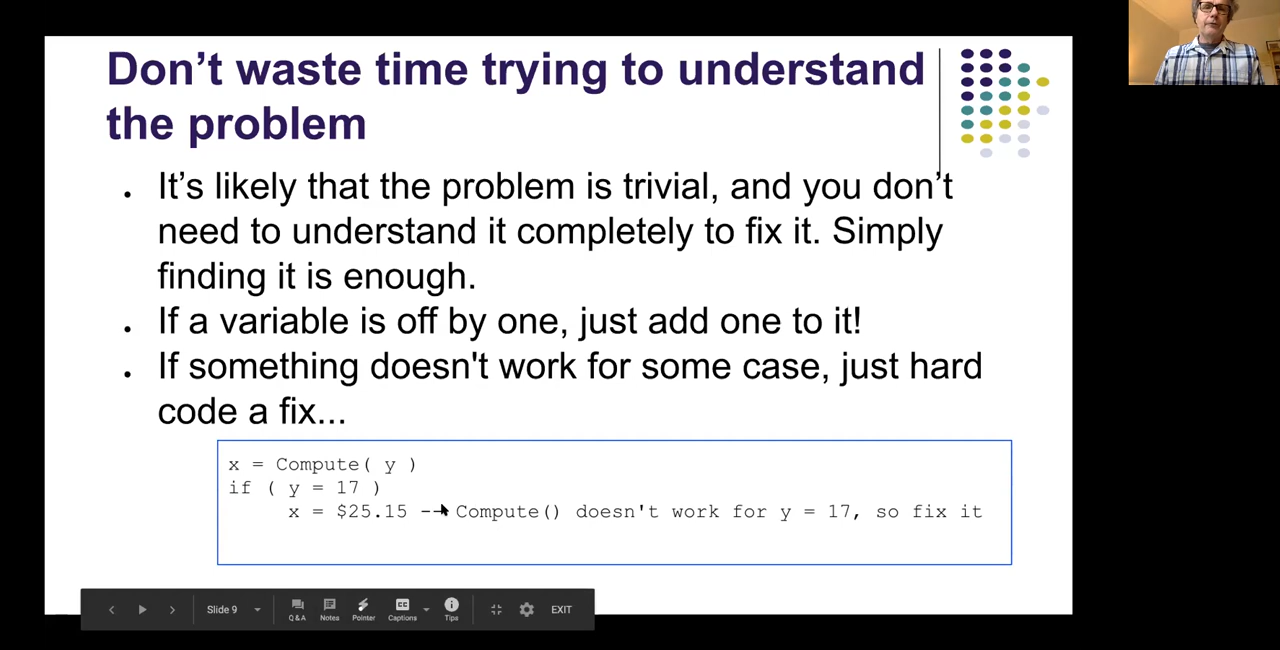 Don’t waste time trying to understand
the problem
It’s likely that the problem is trivial, and you don’t
need to understand it completely to fix it. Simply
finding it is enough.
If a variable is off by one, just add one to it!
If something doesn't work for some case, just hard
code a fix...
x = Compute( y )
if ( y = 17 )
x = $25.15 -- Compute() doesn't work for y = 17, so fix it
Slide 9
Q & A
Notes
Pointer
Captions
Tips
EXIT